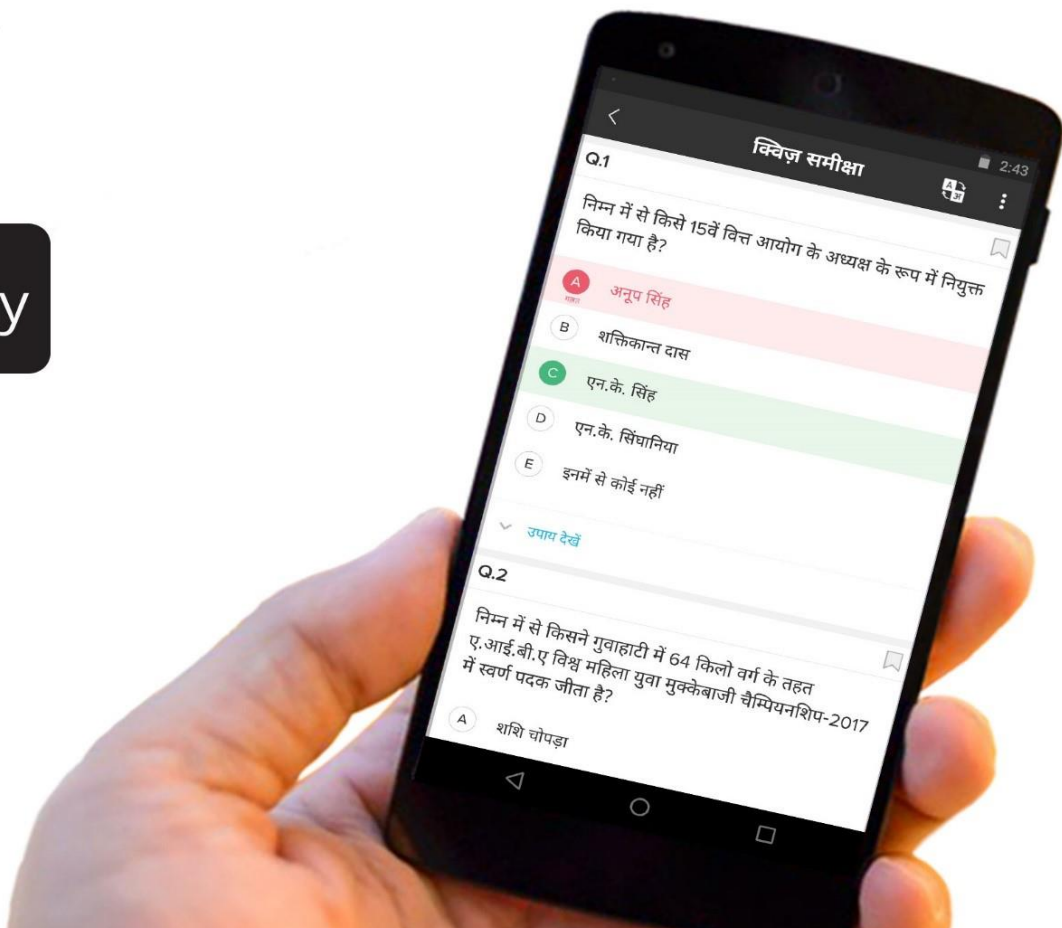 y
2:43
क्विज़ समीक्षा
Q.1
निम्न में से किसे 15वें वित्त आयोग के अध्यक्ष के रूप में नियुक्त
किया गया है?
A अनूप सिंह
गलत
B शक्तिकान्त दास
C एन.के. सिंह
D एन.के. सिंघानिया
E इनमें से कोई नहीं
उपाय देखें
Q.2
निम्न में से किसने गुवाहाटी में 64 किलो वर्ग के तहत
ए.आई.बी.ए विश्व महिला युवा मुक्केबाजी चैम्पियनशिप-2017
में स्वर्ण पदक जीता है?
A शशि चोपड़ा